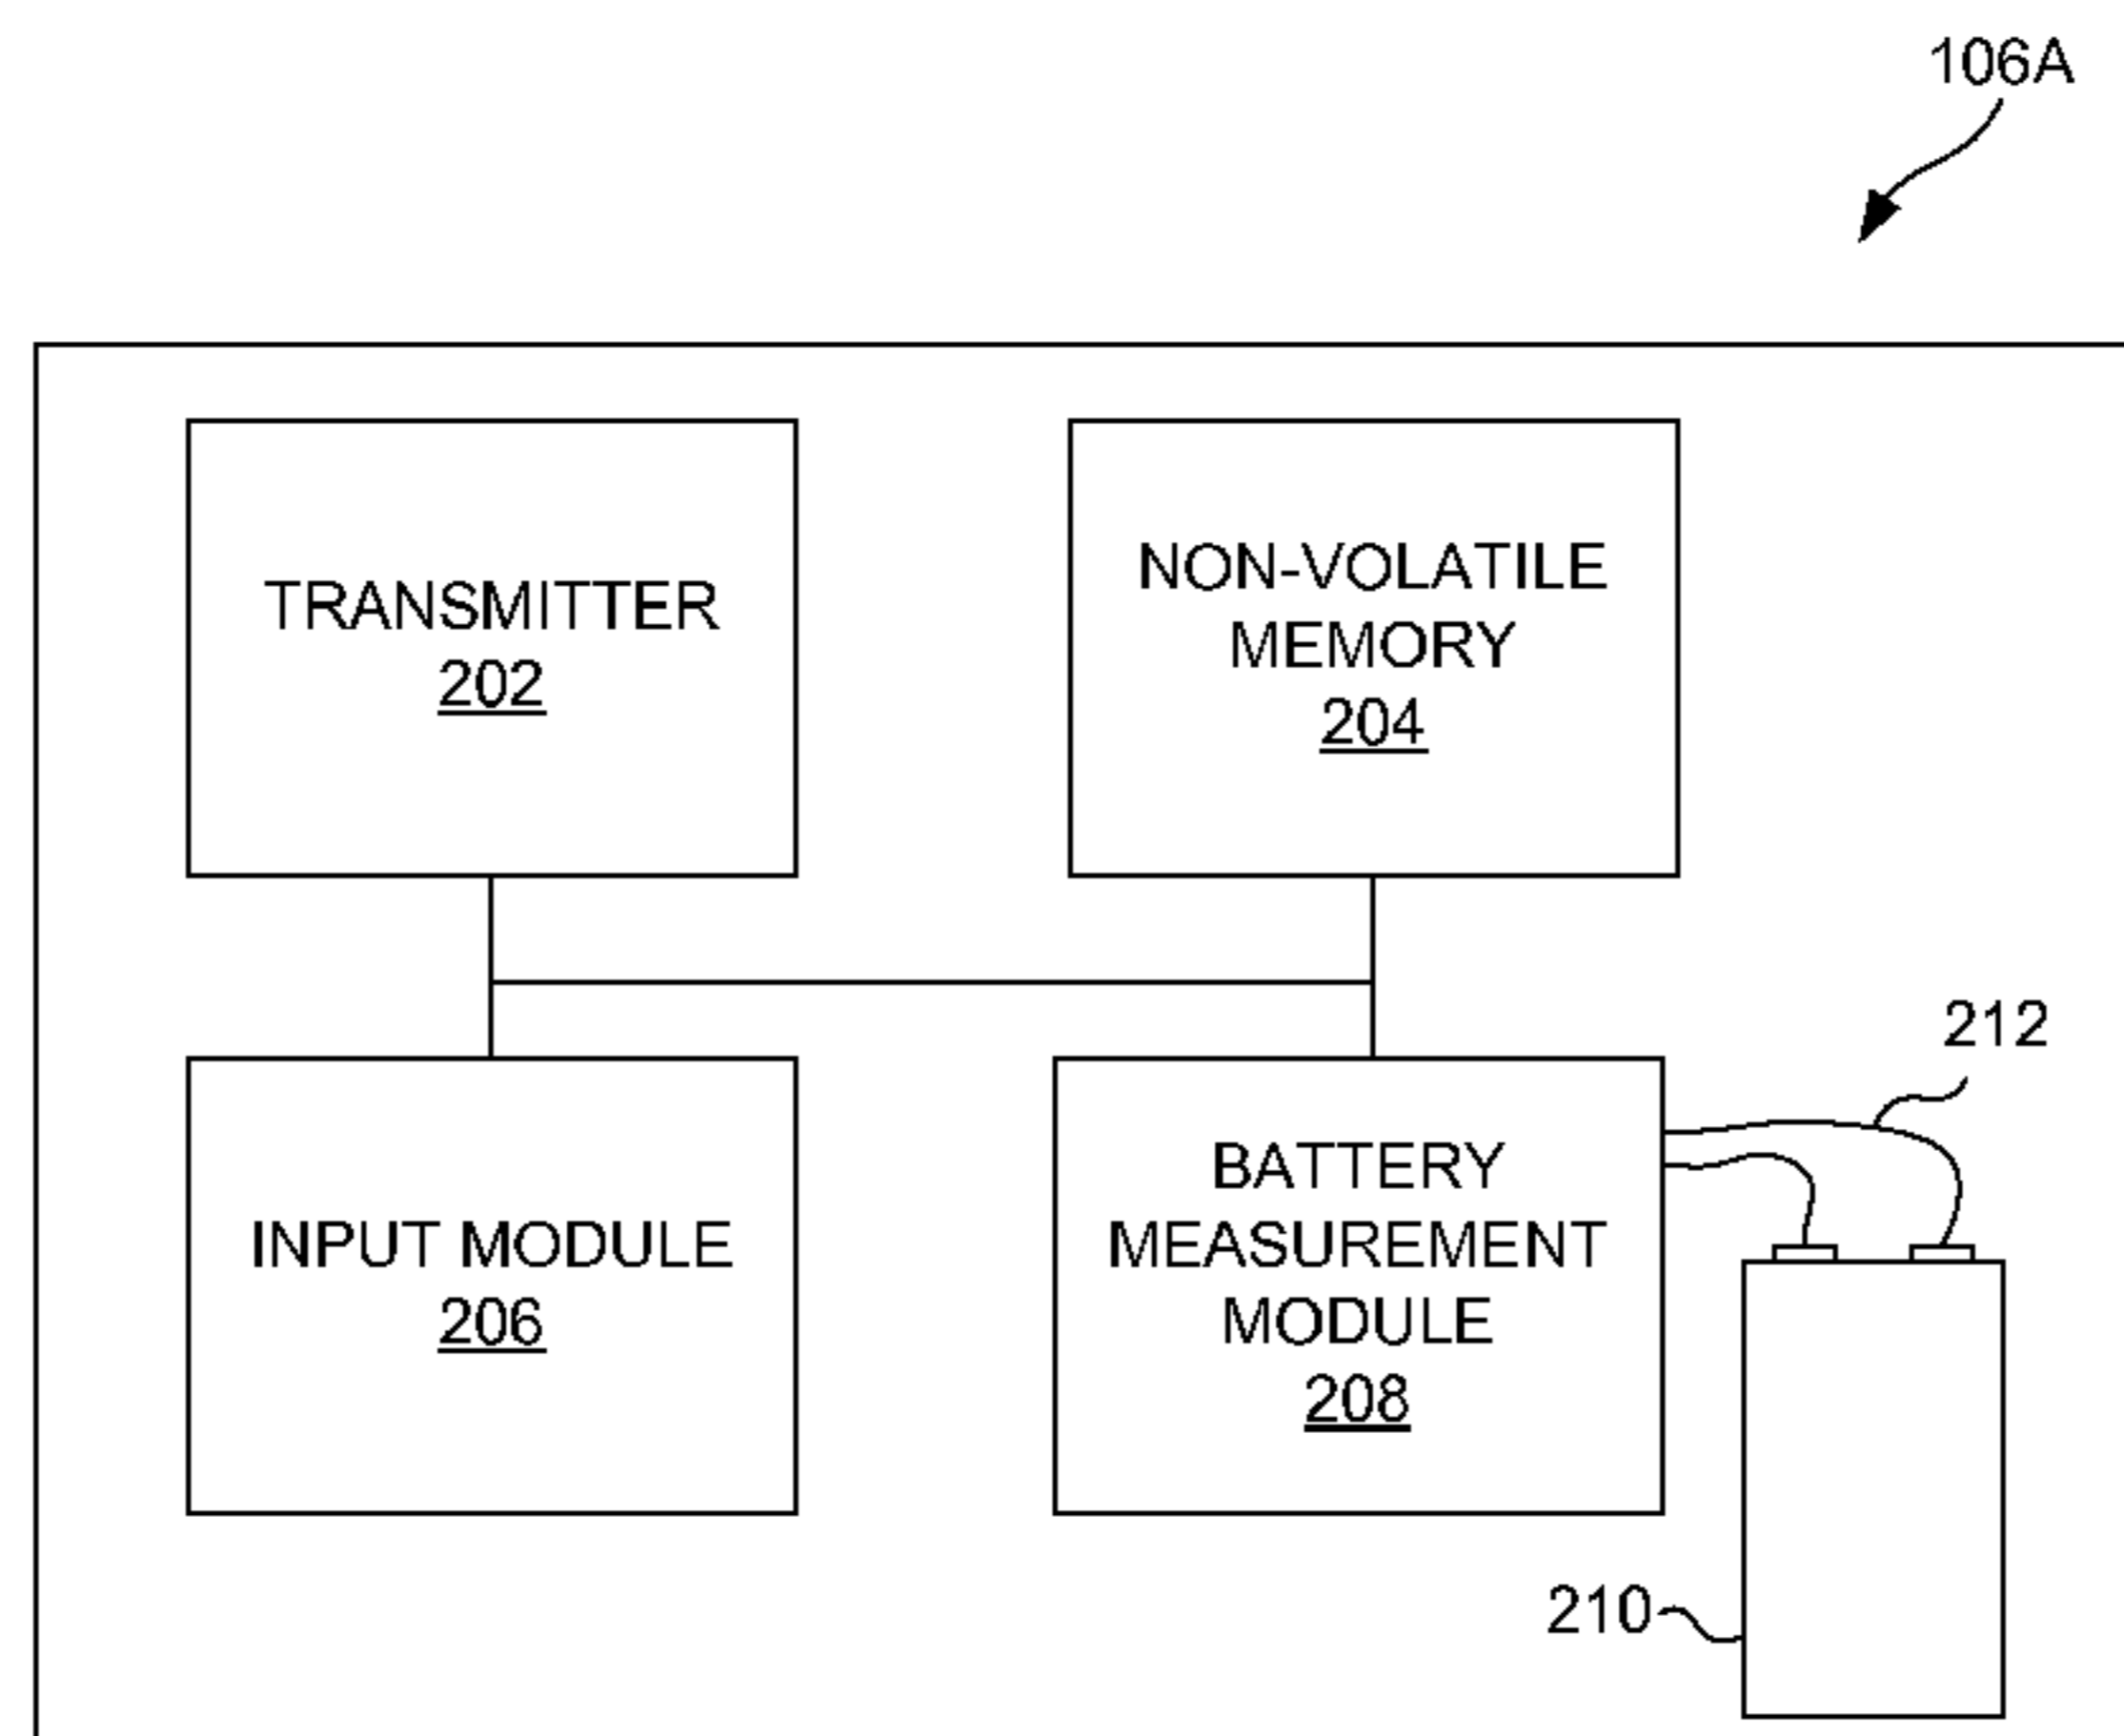 106A
TRANSMITTER
202
NON-VOLATILE
MEMORY
204
212
INPUT MODULE
206
BATTERY
MEASUREMENT
MODULE
208
210